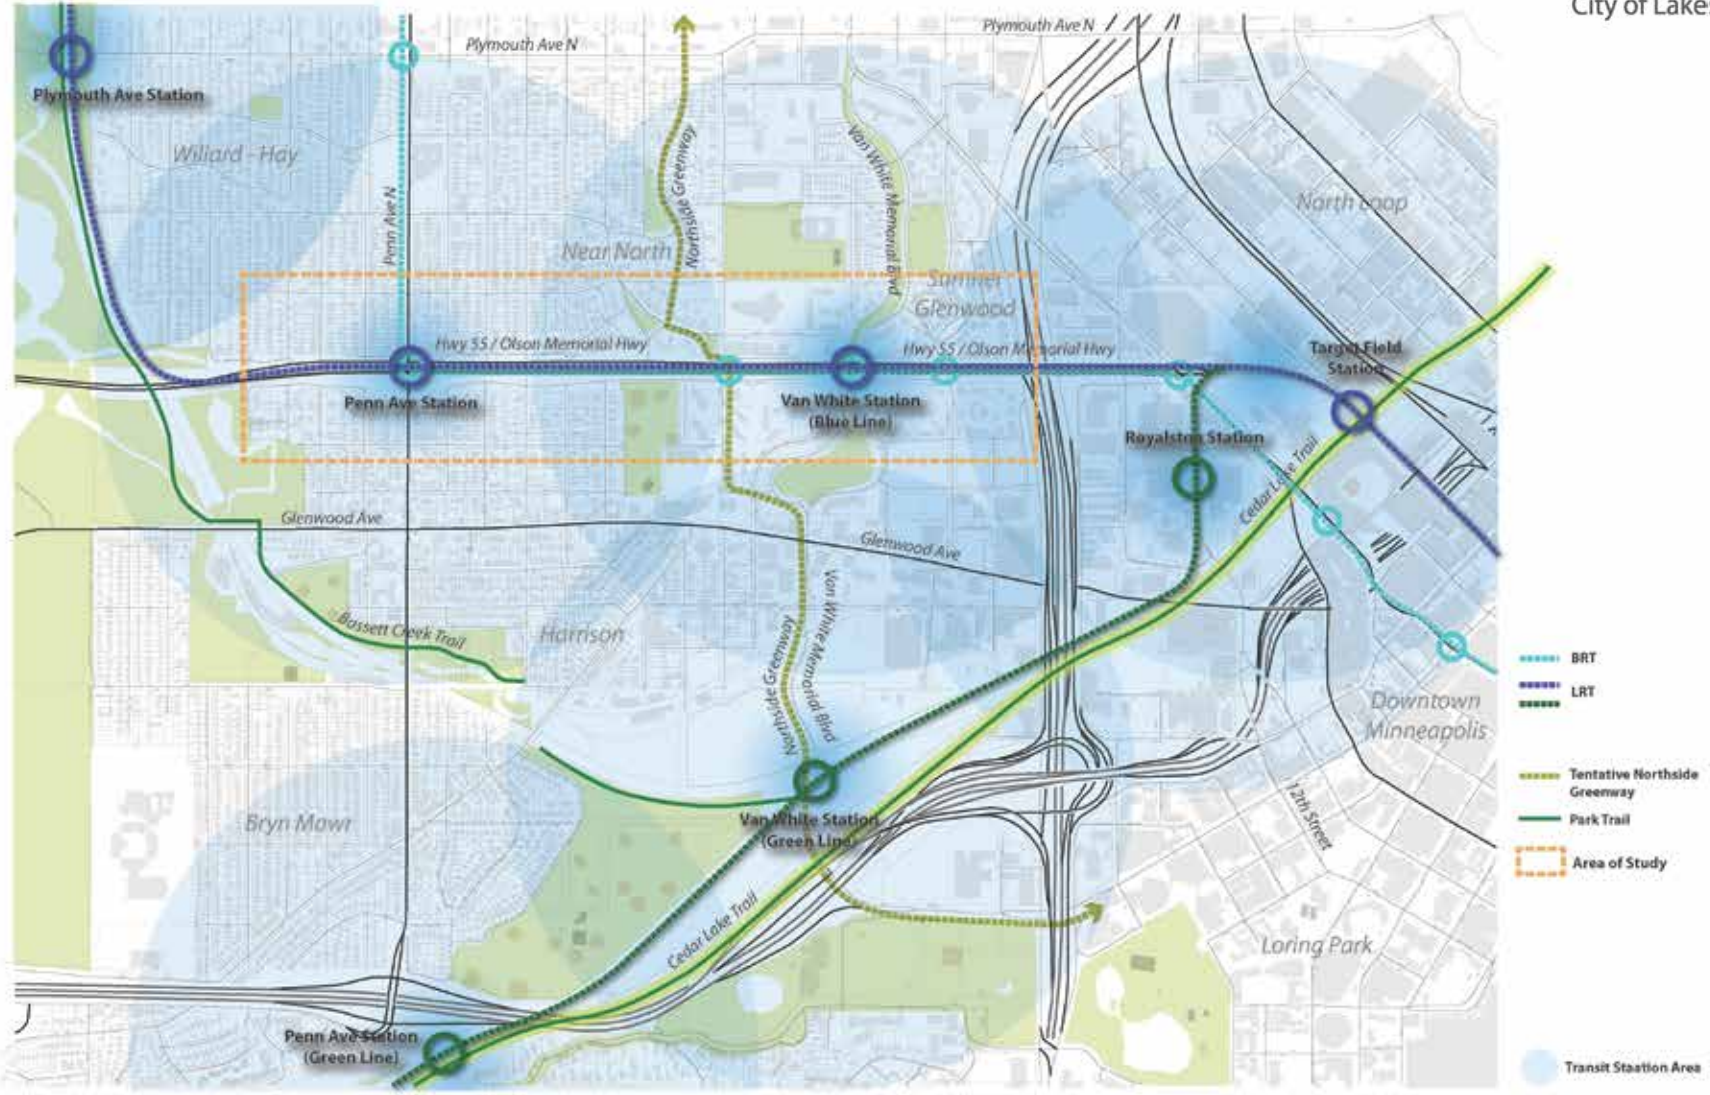 City of Lakes
Plymouth Ave N
Plymouth Ave N
Plymouth Ave Station
Willard - Hay
Penn Ave N
Northside Greenway
Van White Memorial Blvd
North Loop
Near North
Sumner
Glenwood
Hwy 55 / Olson Memorial Hwy
Hwy 55 / Olson Memorial Hwy
Target Field
Station
Penn Ave Station
Van White Station
(Blue Line)
Royalston Station
Cedar Lake Trail
Glenwood Ave
Glenwood Ave
Bassett Creek Trail
Harrison
Northside Greenway
Van White Memorial Blvd
BRT
LRT
Downtown
Minneapolis
Tentative Northside
Greenway
Park Trail
Area of Study
12th Street
Bryn Mawr
Van White Station
(Green Line)
Cedar Lake Trail
Loring Park
Penn Ave Station
(Green Line)
Transit Staation Area